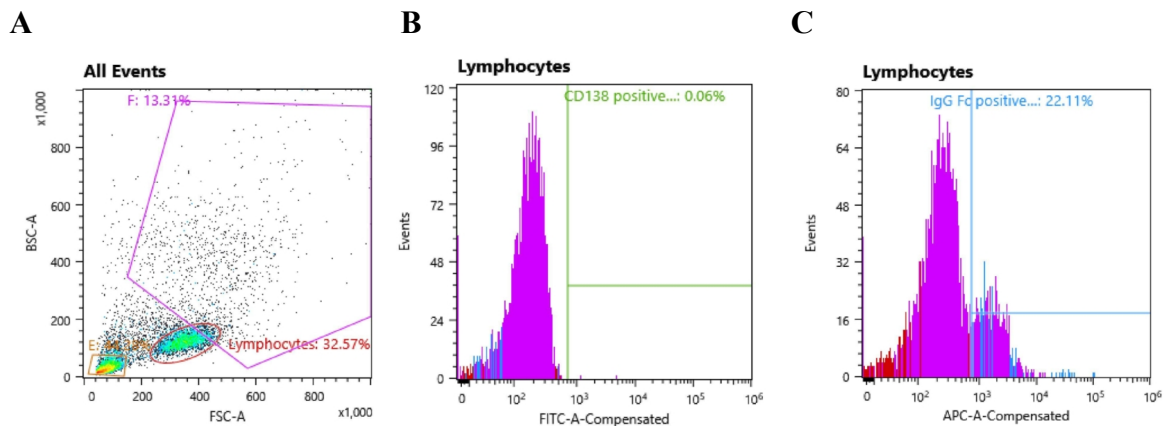 A
B
C
All Events
F: 13.31%
x1,000
800
600
400
200
0
BSC-A
E:
Lymphocytes: 32.57%
0
200
400
600
800
x1,000
FSC-A
Lymphocytes
CD138 positive...: 0.06%
120
96
72
48
24
0
Events
10²
10³
10⁴
10⁵
10⁶
FITC-A-Compensated
Lymphocytes
IgG Fc positive...: 22.11%
80
64
48
32
16
0
Events
10²
10³
10⁴
10⁵
10⁶
APC-A-Compensated